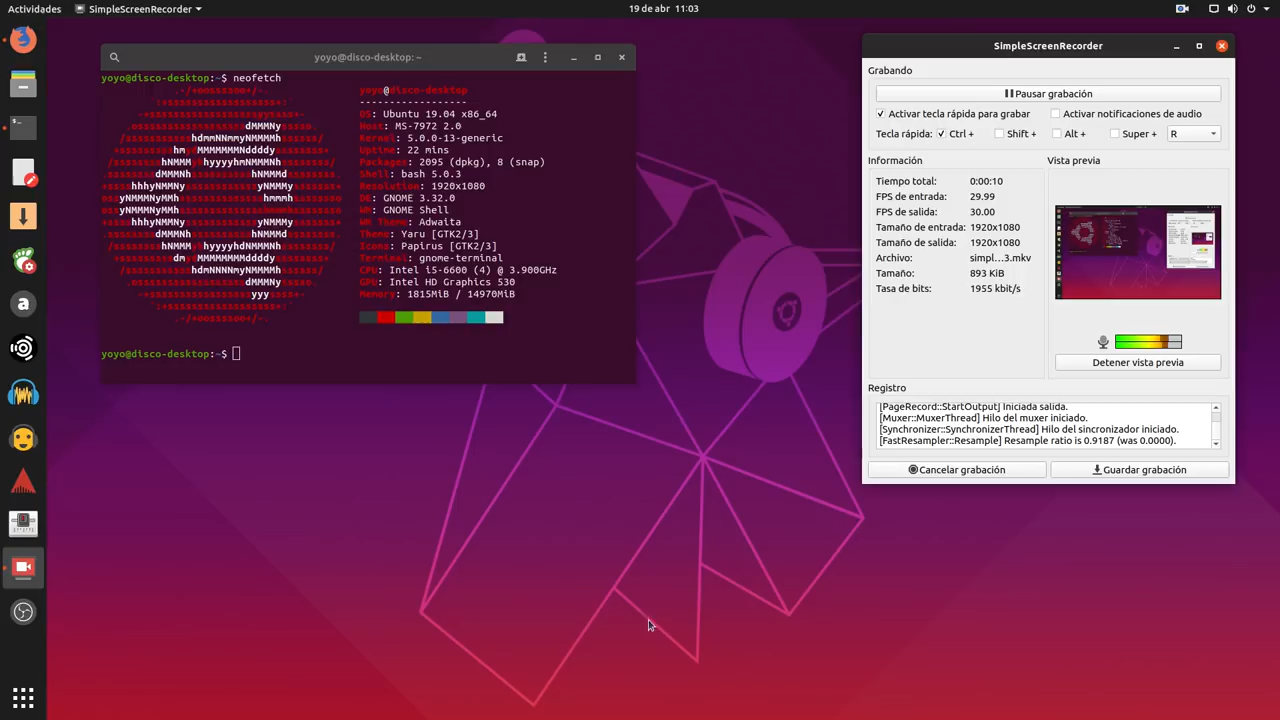 Actividades
SimpleScreenRecorder
19 de abr 11:03
yoyo@disco-desktop: ~
yoyo@disco-desktop:~$ neofetch
yoyo@disco-desktop
------------------
OS: Ubuntu 19.04 x86_64
Host: MS-7972 2.0
Kernel: 5.0.0-13-generic
Uptime: 22 mins
Packages: 2095 (dpkg), 8 (snap)
Shell: bash 5.0.3
Resolution: 1920x1080
DE: GNOME 3.32.0
WM: GNOME Shell
WM Theme: Adwaita
Theme: Yaru [GTK2/3]
Icons: Papirus [GTK2/3]
Terminal: gnome-terminal
CPU: Intel i5-6600 (4) @ 3.900GHz
GPU: Intel HD Graphics 530
Memory: 1815MiB / 14970MiB
yoyo@disco-desktop:~$
SimpleScreenRecorder
Grabando
Pausar grabación
Activar tecla rápida para grabar
Activar notificaciones de audio
Tecla rápida: Ctrl + Shift + Alt + Super + R
Información
Tiempo total: 0:00:10
FPS de entrada: 29.99
FPS de salida: 30.00
Tamaño de entrada: 1920x1080
Tamaño de salida: 1920x1080
Archivo: simpl...3.mkv
Tamaño: 893 KiB
Tasa de bits: 1955 kbit/s
Vista previa
Detener vista previa
Registro
[PageRecord::StartOutput] Iniciada salida.
[Muxer::MuxerThread] Hilo del muxer iniciado.
[Synchronizer::SynchronizerThread] Hilo del sincronizador iniciado.
[FastResampler::Resample] Resample ratio is 0.9187 (was 0.0000).
Cancelar grabación
Guardar grabación